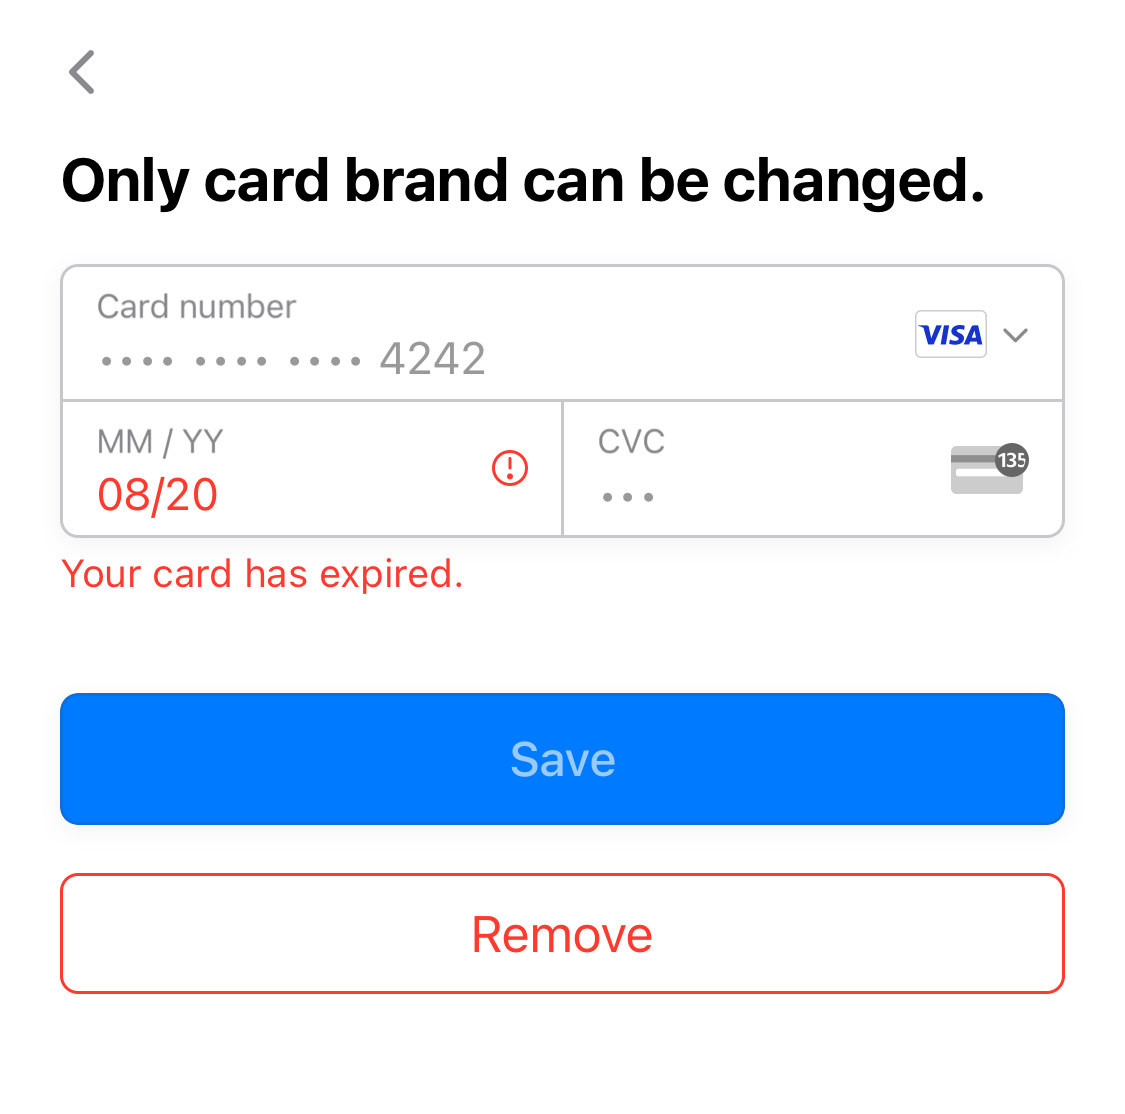 Only card brand can be changed.
Card number
•••• •••• •••• 4242
VISA
MM / YY
08/20
CVC
•••
135
Your card has expired.
Save
Remove